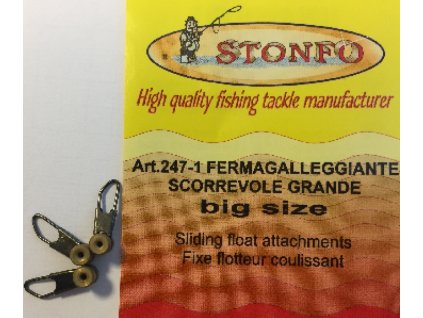 STONFO
High quality fishing tackle manufacturer
Art.247-1 FERMAGALLEGGIANTE
SCORREVOLE GRANDE
big size
Sliding float attachments
Fixe flotteur coulissant